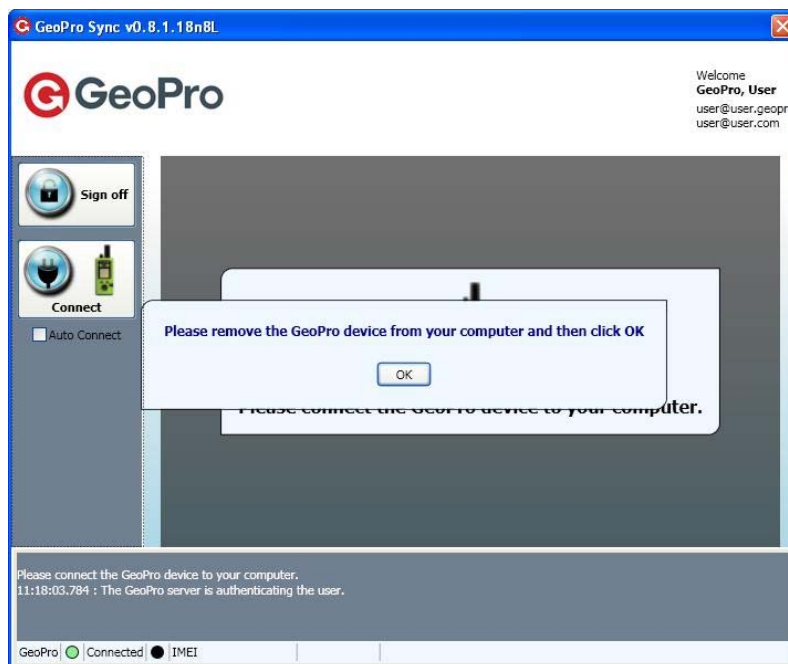 GeoPro Sync v0.8.1.18n8L
GeoPro
Welcome
GeoPro, User
user@user.geopr
user@user.com
Sign off
Connect
Auto Connect
Please remove the GeoPro device from your computer and then click OK
OK
Please connect the GeoPro device to your computer.
Please connect the GeoPro device to your computer.
11:18:03.784 : The GeoPro server is authenticating the user.
GeoPro Connected IMEI